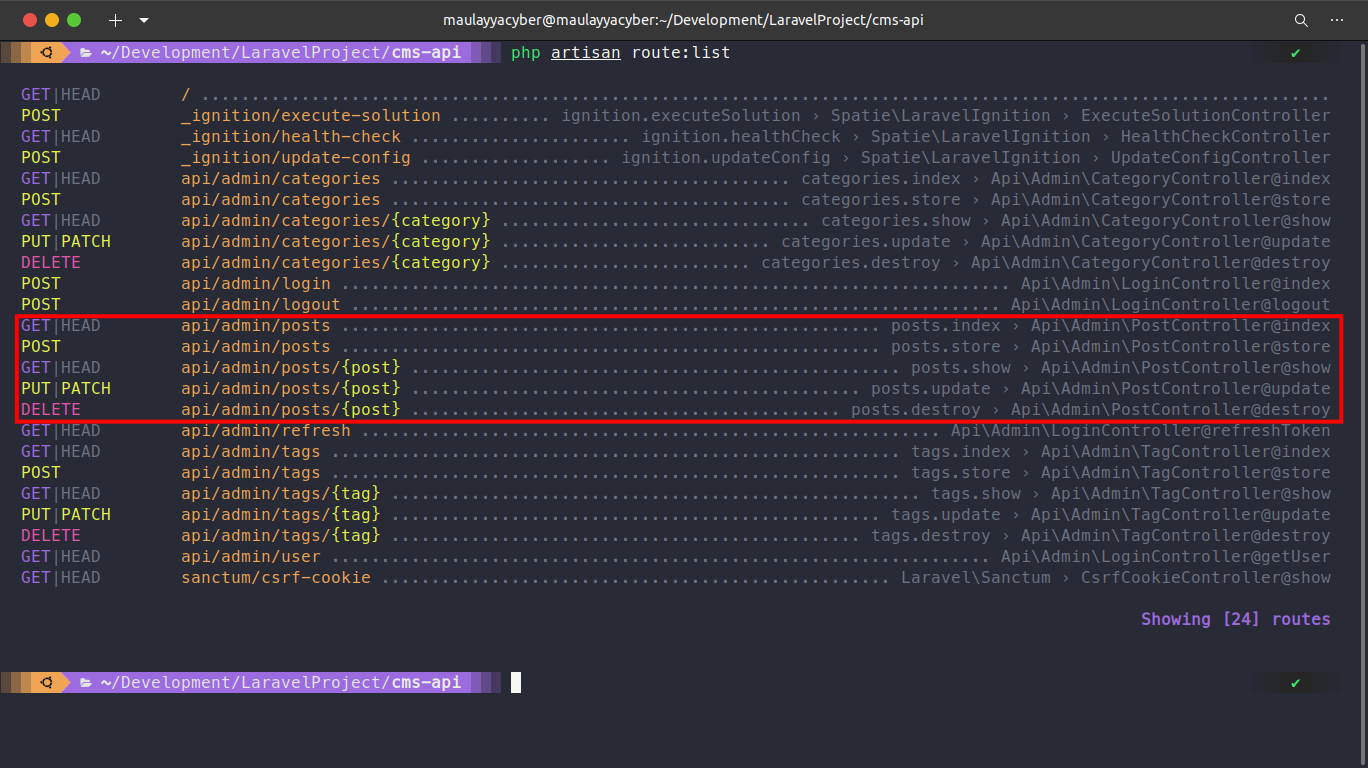 maulayyacyber@maulayyacyber:~/Development/LaravelProject/cms-api
~/Development/LaravelProject/cms-api php artisan route:list ✔
GET|HEAD / .................................................................................................................
POST _ignition/execute-solution .......... ignition.executeSolution › Spatie\LaravelIgnition › ExecuteSolutionController
GET|HEAD _ignition/health-check ...................... ignition.healthCheck › Spatie\LaravelIgnition › HealthCheckController
POST _ignition/update-config ................... ignition.updateConfig › Spatie\LaravelIgnition › UpdateConfigController
GET|HEAD api/admin/categories ........................................ categories.index › Api\Admin\CategoryController@index
POST api/admin/categories ........................................ categories.store › Api\Admin\CategoryController@store
GET|HEAD api/admin/categories/{category} ............................... categories.show › Api\Admin\CategoryController@show
PUT|PATCH api/admin/categories/{category} ........................... categories.update › Api\Admin\CategoryController@update
DELETE api/admin/categories/{category} ......................... categories.destroy › Api\Admin\CategoryController@destroy
POST api/admin/login ................................................................... Api\Admin\LoginController@index
POST api/admin/logout ................................................................. Api\Admin\LoginController@logout
GET|HEAD api/admin/posts ...................................................... posts.index › Api\Admin\PostController@index
POST api/admin/posts ...................................................... posts.store › Api\Admin\PostController@store
GET|HEAD api/admin/posts/{post} ................................................. posts.show › Api\Admin\PostController@show
PUT|PATCH api/admin/posts/{post} ............................................. posts.update › Api\Admin\PostController@update
DELETE api/admin/posts/{post} ........................................... posts.destroy › Api\Admin\PostController@destroy
GET|HEAD api/admin/refresh .......................................................... Api\Admin\LoginController@refreshToken
GET|HEAD api/admin/tags ......................................................... tags.index › Api\Admin\TagController@index
POST api/admin/tags ......................................................... tags.store › Api\Admin\TagController@store
GET|HEAD api/admin/tags/{tag} ..................................................... tags.show › Api\Admin\TagController@show
PUT|PATCH api/admin/tags/{tag} ................................................. tags.update › Api\Admin\TagController@update
DELETE api/admin/tags/{tag} ............................................... tags.destroy › Api\Admin\TagController@destroy
GET|HEAD api/admin/user .................................................................. Api\Admin\LoginController@getUser
GET|HEAD sanctum/csrf-cookie ................................................... Laravel\Sanctum › CsrfCookieController@show
Showing [24] routes
~/Development/LaravelProject/cms-api ✔